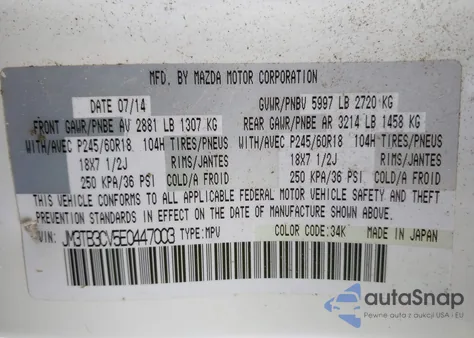 MFD. BY MAZDA MOTOR CORPORATION
DATE 07/14 GVWR/PNBV 5997 LB 2720 KG
FRONT GAWR/PNBE AV 2881 LB 1307 KG REAR GAWR/PNBE AR 3214 LB 1458 KG
WITH/AVEC P245/60R18 104H TIRES/PNEUS WITH/AVEC P245/60R18 104H TIRES/PNEUS
18X7 1/2J RIMS/JANTES 18X7 1/2J RIMS/JANTES
250 KPA/36 PSI COLD/A FROID 250 KPA/36 PSI COLD/A FROID
THIS VEHICLE CONFORMS TO ALL APPLICABLE FEDERAL MOTOR VEHICLE SAFETY AND THEFT
PREVENTION STANDARDS IN EFFECT ON THE DATE OF MANUFACTURE SHOWN ABOVE.
VIN: JM3TB3CV5E0447003 TYPE:MPV COLOR CODE:34K MADE IN JAPAN
autoSnap
Pewne auta z aukcji USA i EU